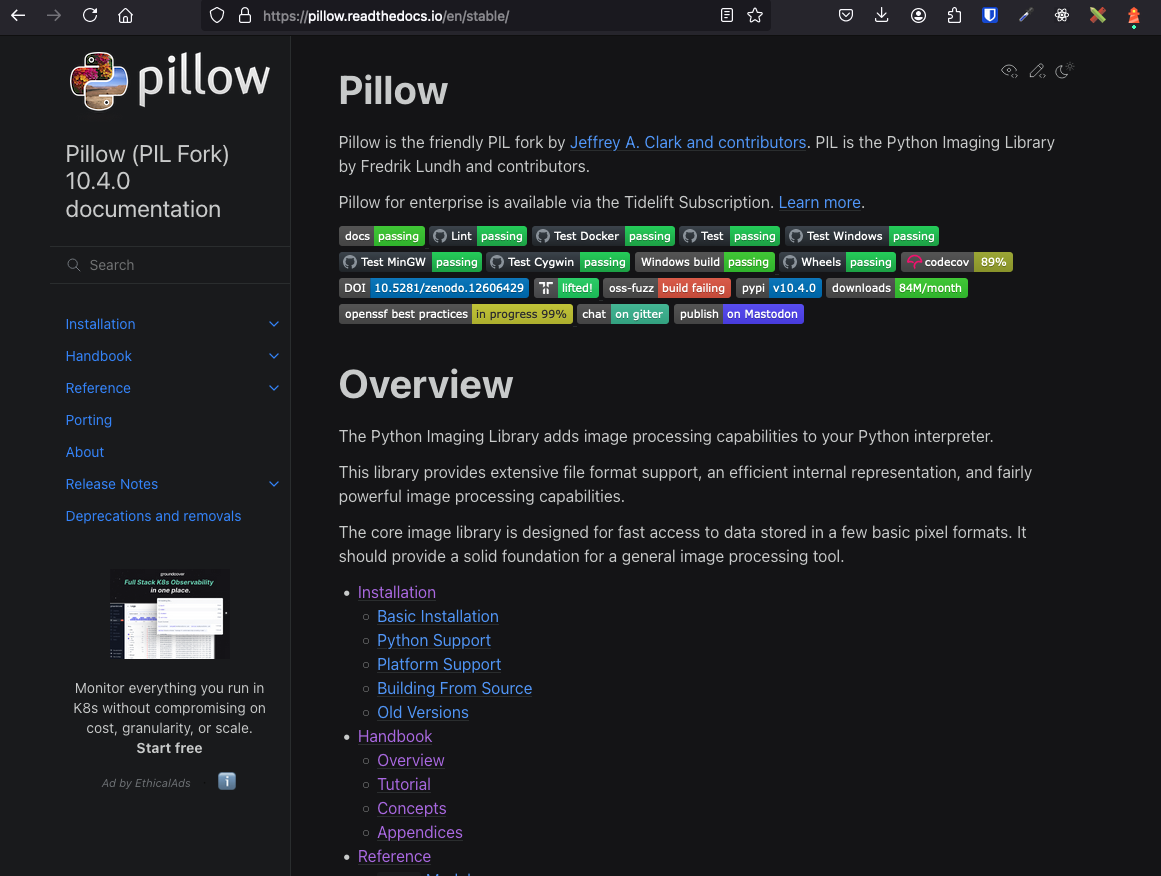 https://pillow.readthedocs.io/en/stable/
pillow
Pillow (PIL Fork)
10.4.0
documentation
Search
Installation
Handbook
Reference
Porting
About
Release Notes
Deprecations and removals
groundcover
Full Stack K8s Observability
in one place.
Monitor everything you run in
K8s without compromising on
cost, granularity, or scale.
Start free
Ad by EthicalAds
Pillow
Pillow is the friendly PIL fork by Jeffrey A. Clark and contributors. PIL is the Python Imaging Library
by Fredrik Lundh and contributors.
Pillow for enterprise is available via the Tidelift Subscription. Learn more.
docs passing Lint passing Test Docker passing Test passing Test Windows passing
Test MinGW passing Test Cygwin passing Windows build passing Wheels passing codecov 89%
DOI 10.5281/zenodo.12606429 lifted! oss-fuzz build failing pypi v10.4.0 downloads 84M/month
openssf best practices in progress 99% chat on gitter publish on Mastodon
Overview
The Python Imaging Library adds image processing capabilities to your Python interpreter.
This library provides extensive file format support, an efficient internal representation, and fairly
powerful image processing capabilities.
The core image library is designed for fast access to data stored in a few basic pixel formats. It
should provide a solid foundation for a general image processing tool.
Installation
Basic Installation
Python Support
Platform Support
Building From Source
Old Versions
Handbook
Overview
Tutorial
Concepts
Appendices
Reference